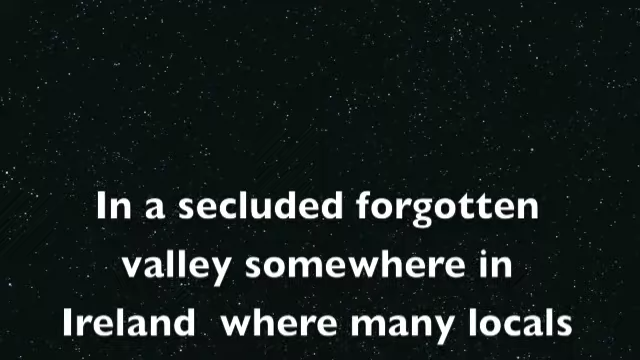 In a secluded forgotten
valley somewhere in
Ireland  where many locals